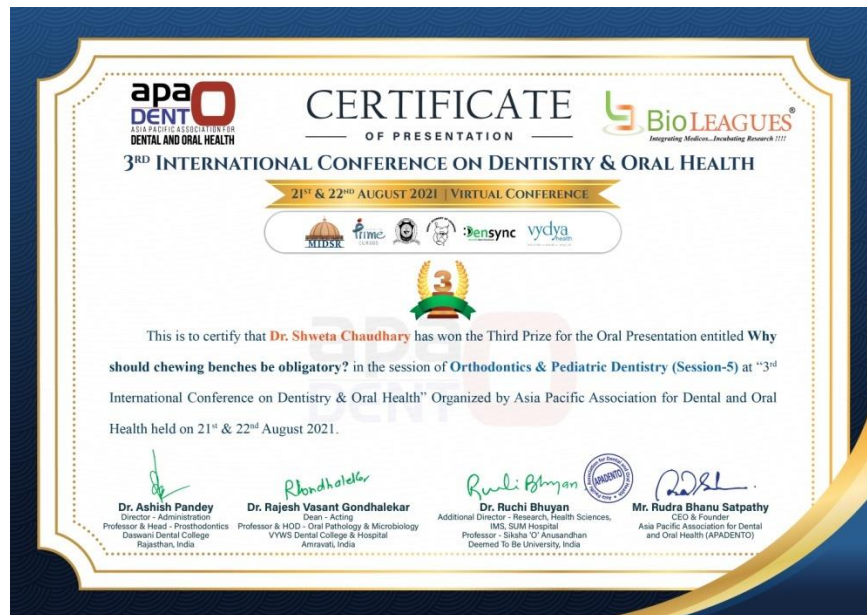 apa O
DENT
ASIA PACIFIC ASSOCIATION FOR
DENTAL AND ORAL HEALTH
CERTIFICATE
OF PRESENTATION
BIOLEAGUES®
Integrating Medicos...Incubating Research !!!!
3RD INTERNATIONAL CONFERENCE ON DENTISTRY & ORAL HEALTH
21ST & 22ND AUGUST 2021 | VIRTUAL CONFERENCE
MIDSR
Prime
Densync
vydya
health
3
This is to certify that Dr. Shweta Chaudhary has won the Third Prize for the Oral Presentation entitled Why
should chewing benches be obligatory? in the session of Orthodontics & Pediatric Dentistry (Session-5) at “3rd
International Conference on Dentistry & Oral Health” Organized by Asia Pacific Association for Dental and Oral
Health held on 21st & 22nd August 2021.
Dr. Ashish Pandey
Director - Administration
Professor & Head - Prosthodontics
Daswani Dental College
Rajasthan, India
Dr. Rajesh Vasant Gondhalekar
Dean - Acting
Professor & HOD - Oral Pathology & Microbiology
VYWS Dental College & Hospital
Amravati, India
Dr. Ruchi Bhuyan
Additional Director - Research, Health Sciences,
IMS, SUM Hospital
Professor - Siksha 'O' Anusandhan
Deemed To Be University, India
APADENTO
Mr. Rudra Bhanu Satpathy
CEO & Founder
Asia Pacific Association for Dental
and Oral Health (APADENTO)